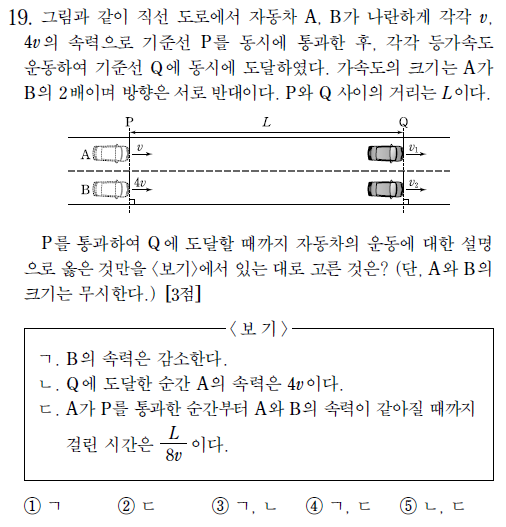 19. 그림과 같이 직선 도로에서 자동차 A, B가 나란하게 각각 v,
4v의 속력으로 기준선 P를 동시에 통과한 후, 각각 등가속도
운동하여 기준선 Q에 동시에 도달하였다. 가속도의 크기는 A가
B의 2배이며 방향은 서로 반대이다. P와 Q 사이의 거리는 L이다.
P L Q
A v v₁
B 4v v₂
P를 통과하여 Q에 도달할 때까지 자동차의 운동에 대한 설명
으로 옳은 것만을 <보기>에서 있는 대로 고른 것은? (단, A와 B의
크기는 무시한다.) [3점]
<보 기>
ㄱ. B의 속력은 감소한다.
ㄴ. Q에 도달한 순간 A의 속력은 4v이다.
ㄷ. A가 P를 통과한 순간부터 A와 B의 속력이 같아질 때까지
걸린 시간은 L/8v 이다.
① ㄱ ② ㄷ ③ ㄱ, ㄴ ④ ㄱ, ㄷ ⑤ ㄴ, ㄷ